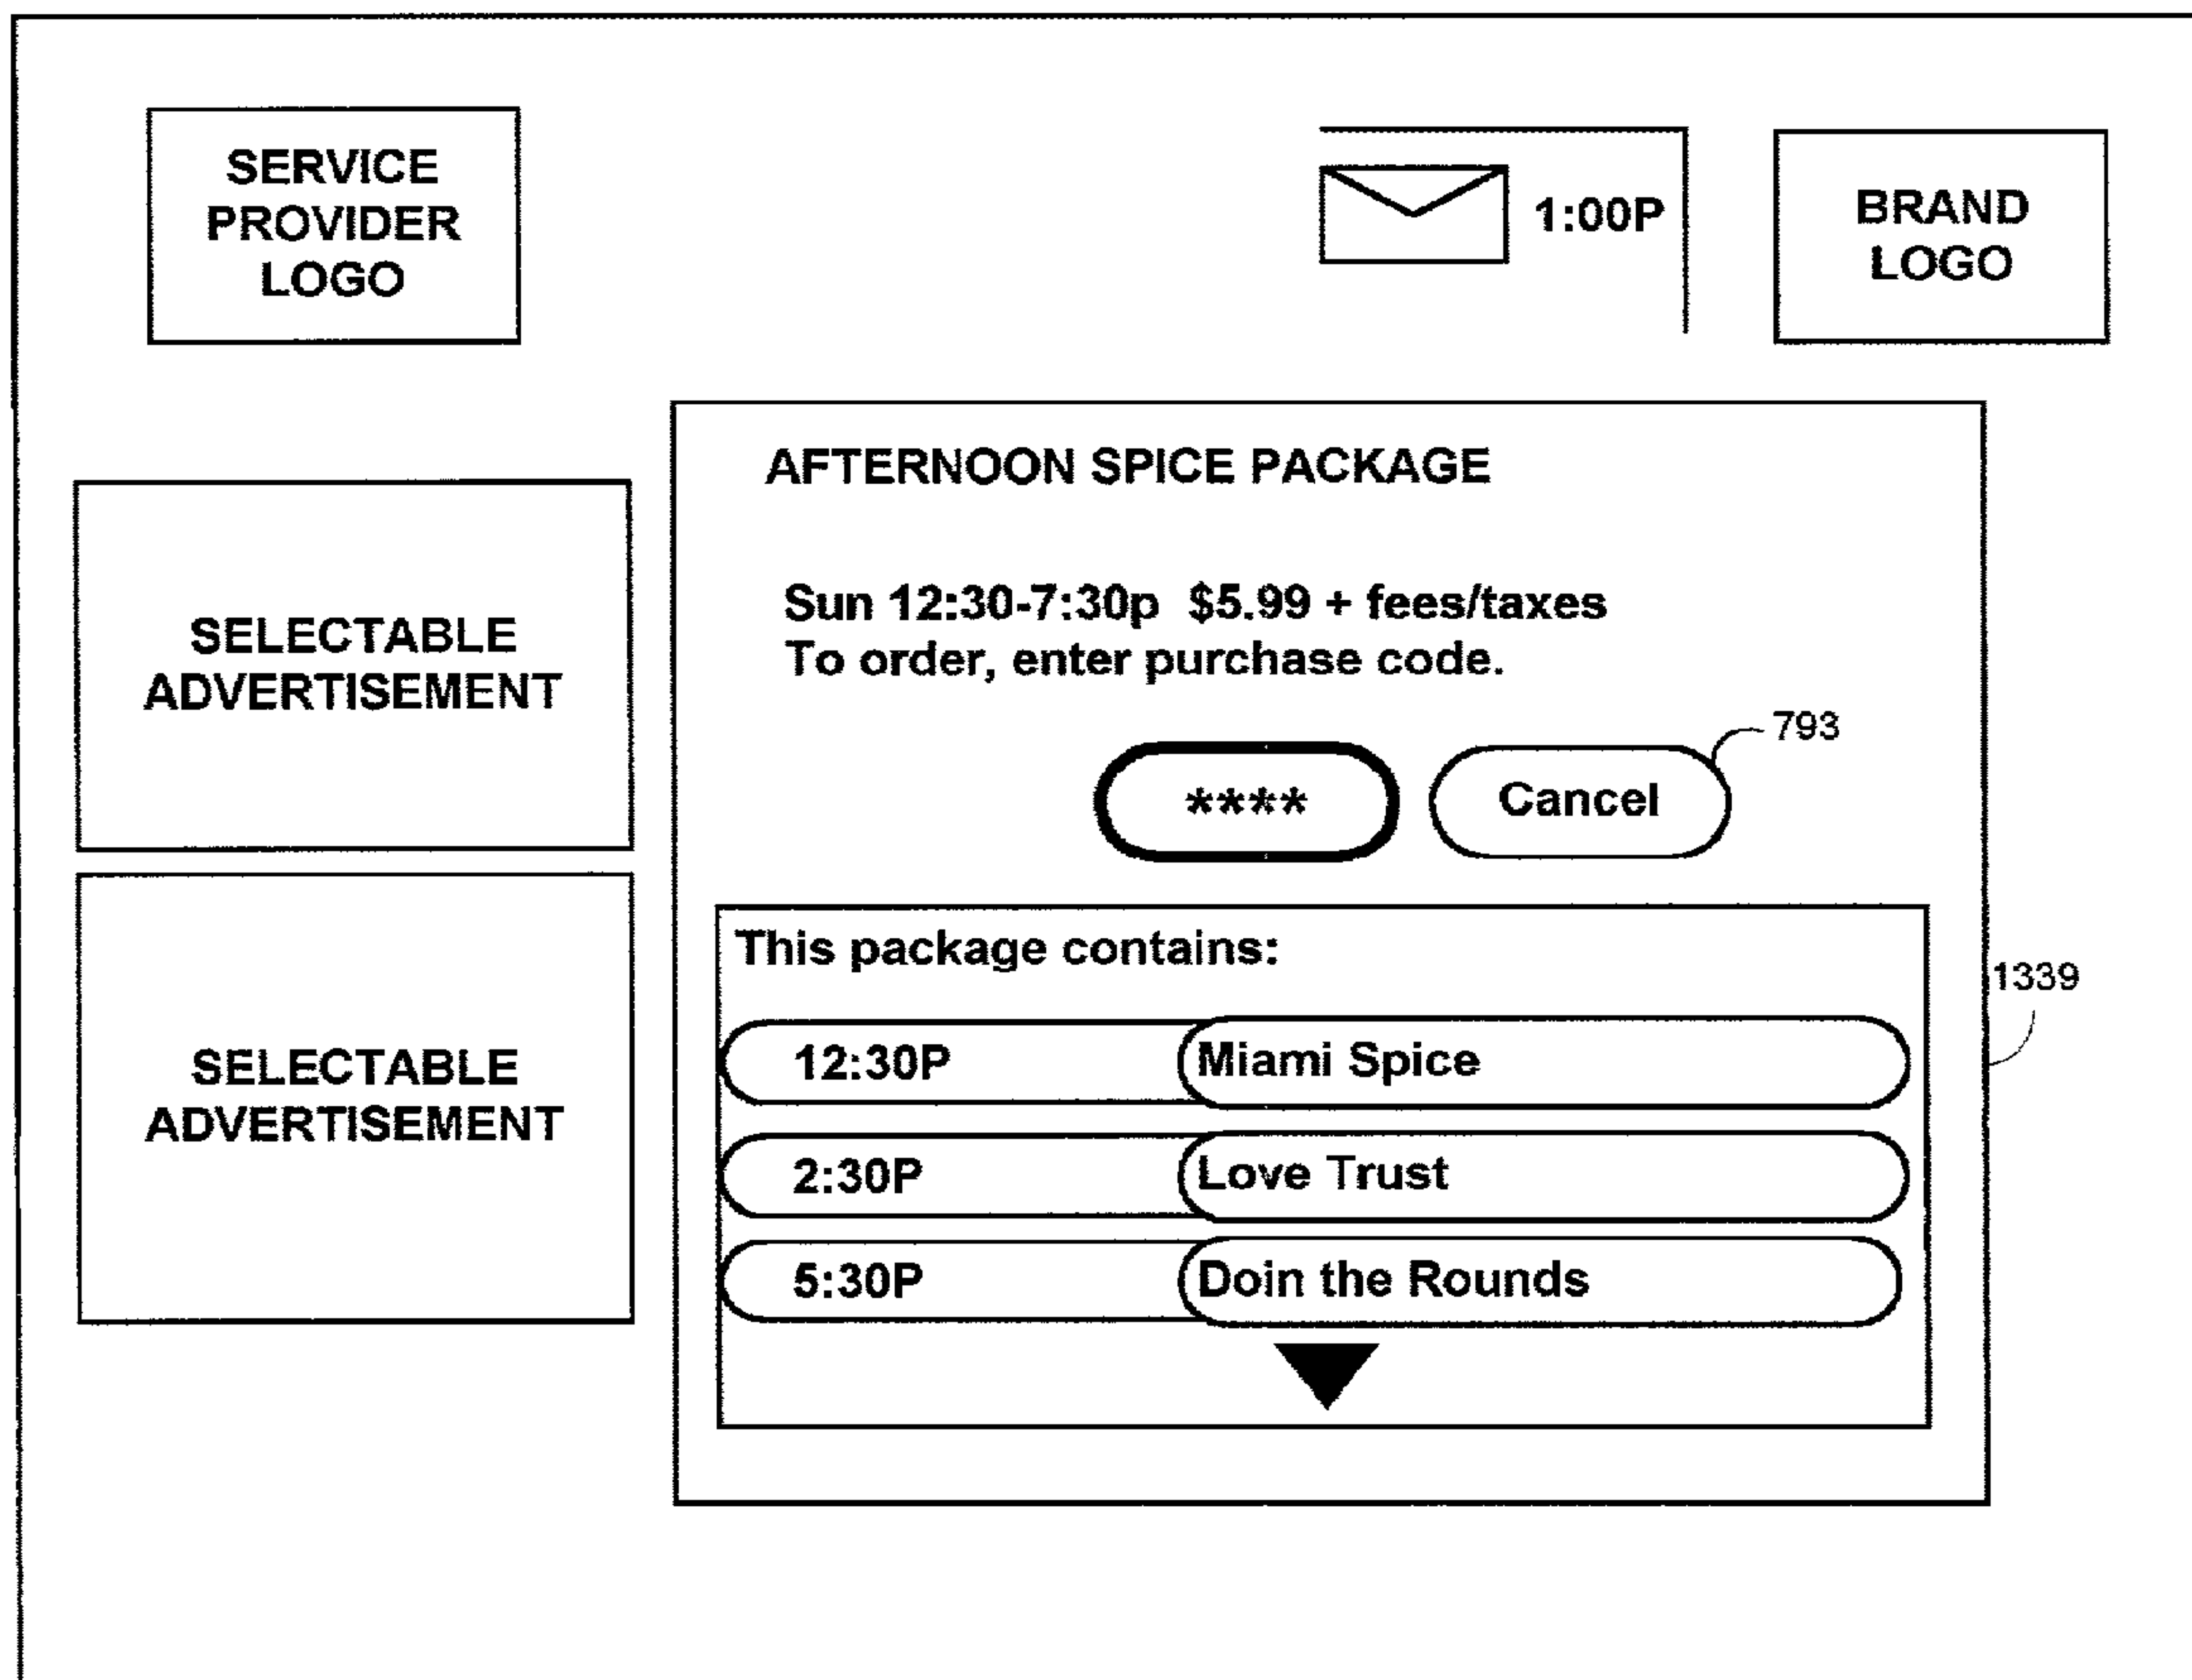 SERVICE
PROVIDER
LOGO
1:00P
BRAND
LOGO
SELECTABLE
ADVERTISEMENT
SELECTABLE
ADVERTISEMENT
AFTERNOON SPICE PACKAGE
Sun 12:30-7:30p $5.99 + fees/taxes
To order, enter purchase code.
793
**** Cancel
This package contains:
1339
12:30P Miami Spice
2:30P Love Trust
5:30P Doin the Rounds